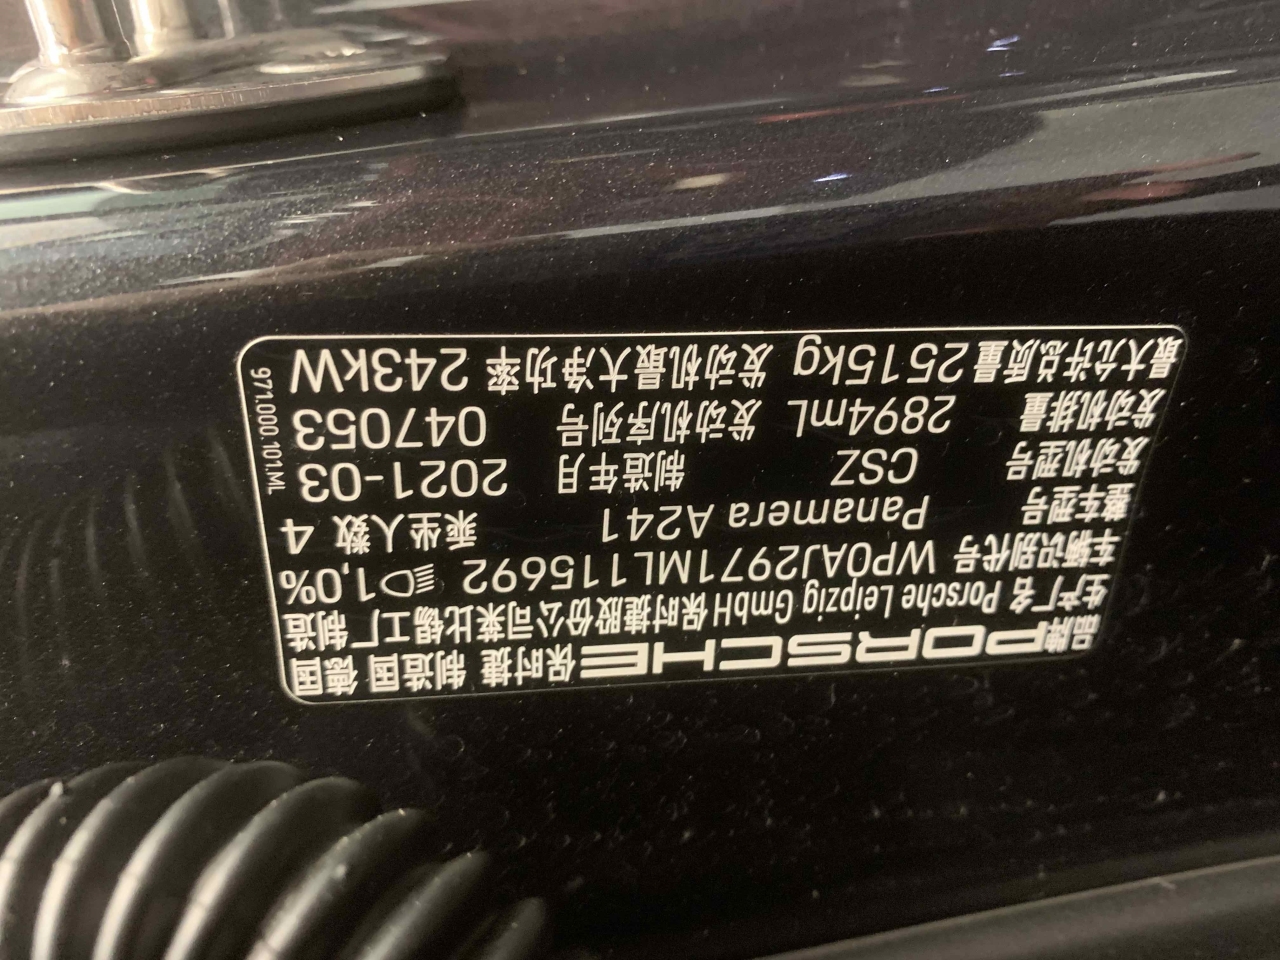 品牌 PORSCHE 保时捷 制造国 德国
生产厂名 Porsche Leipzig GmbH 保时捷股份公司莱比锡工厂 制造
车辆识别代号 WP0AJ2971ML115692 1,0%
整车型号 Panamera A241 乘坐人数 4
发动机型号 CSZ 制造年月 2021-03
发动机排量 2894mL 发动机序列号 047053
最大允许总质量 2515kg 发动机最大净功率 243kW
971.000.101.ML